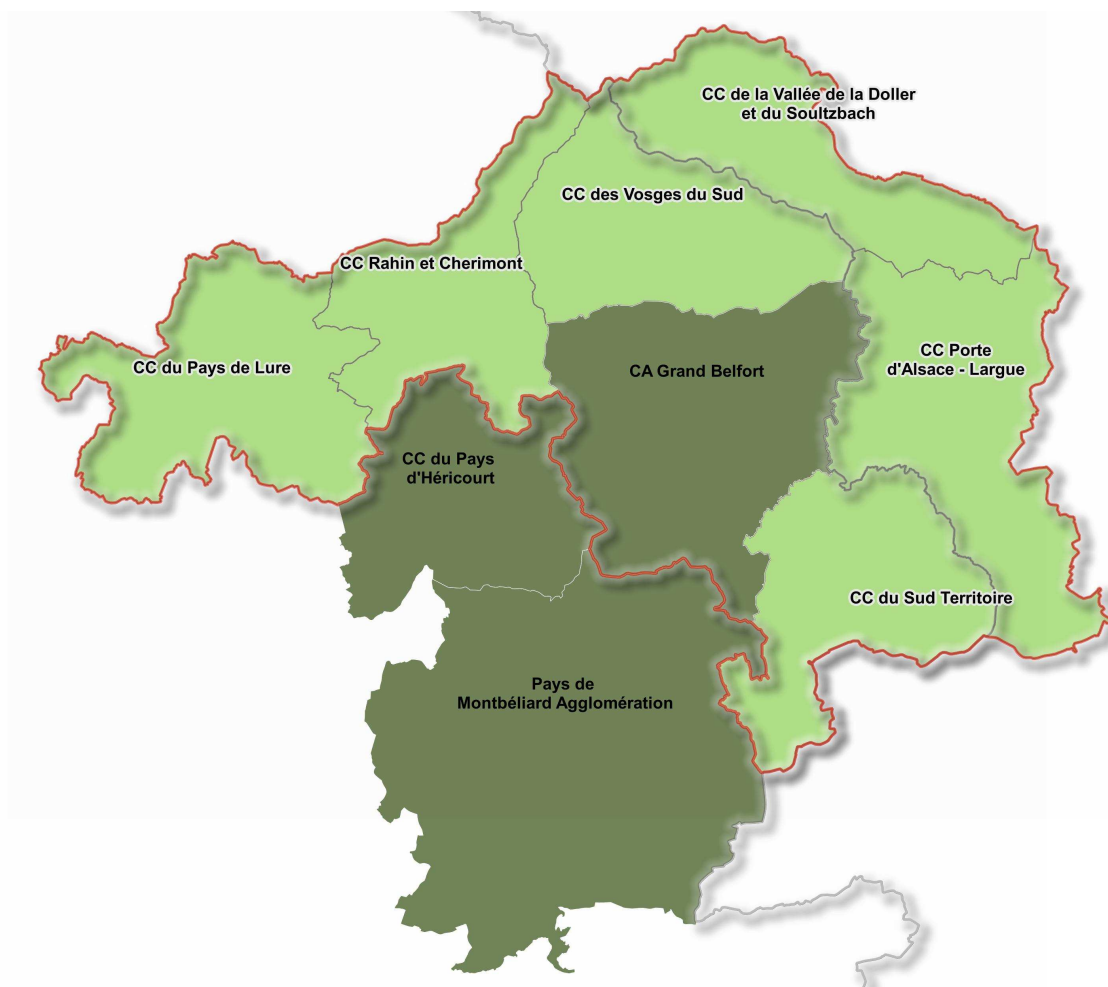 CC de la Vallée de la Doller
et du Soultzbach
CC des Vosges du Sud
CC Rahin et Cherimont
CC du Pays de Lure
CC Porte
d'Alsace - Largue
CA Grand Belfort
CC du Pays
d'Héricourt
CC du Sud Territoire
Pays de
Montbéliard Agglomération